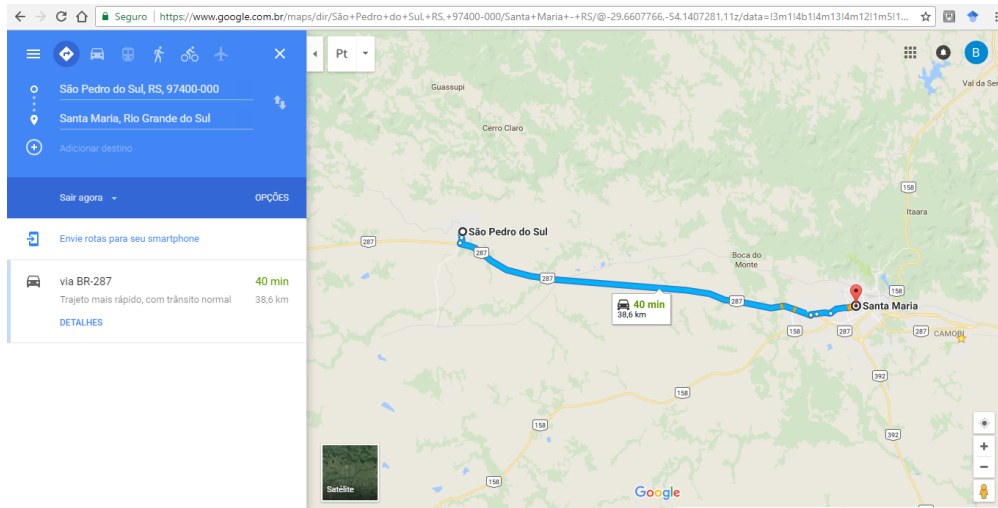 Seguro | https://www.google.com.br/maps/dir/São+Pedro+do+Sul,+RS,+97400-000/Santa+Maria+-+RS/@-29.6607766,-54.1407281,11z/data=!3m1!4b1!4m13!4m12!1m5!1...
São Pedro do Sul, RS, 97400-000
Santa Maria, Rio Grande do Sul
Adicionar destino
Sair agora
OPÇÕES
Envie rotas para seu smartphone
via BR-287
40 min
Trajeto mais rápido, com trânsito normal
38,6 km
DETALHES
Pt
B
Guassupi
Val da Ser
Cerro Claro
158
Itaara
São Pedro do Sul
287
287
Boca do
Monte
287
158
40 min
38,6 km
287
Santa Maria
158
287
287
CAMOBI
392
158
158
392
158
Satélite
Google